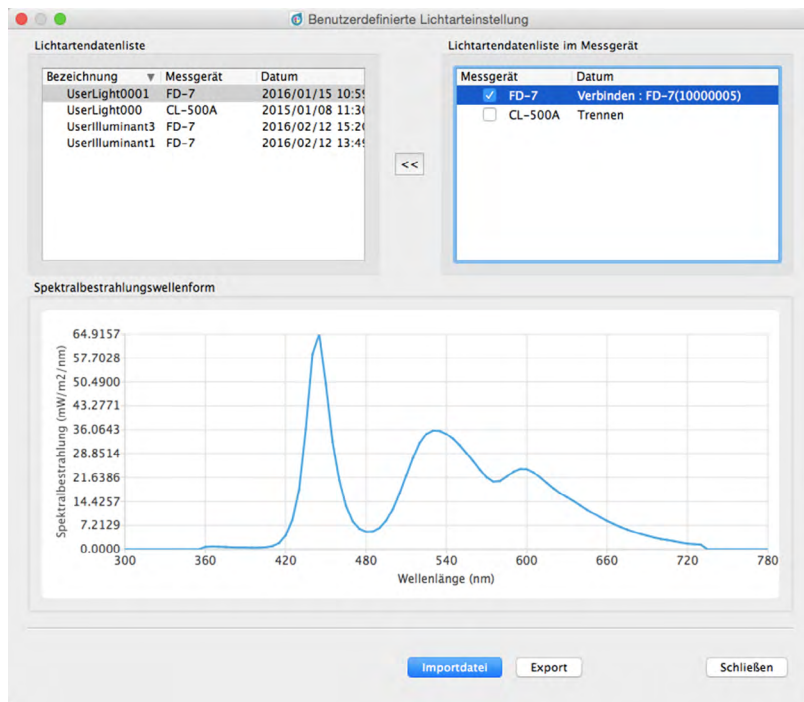 Benutzerdefinierte Lichtarteinstellung
Lichtartendatenliste
Bezeichnung ▼ Messgerät Datum
UserLight0001 FD-7 2016/01/15 10:59
UserLight000 CL-500A 2015/01/08 11:30
UserIlluminant3 FD-7 2016/02/12 15:20
UserIlluminant1 FD-7 2016/02/12 13:49
<<
Lichtartendatenliste im Messgerät
Messgerät Datum
FD-7 Verbinden : FD-7(10000005)
CL-500A Trennen
Spektralbestrahlungswellenform
Spektralbestrahlung (mW/m2/nm)
64.9157
57.7028
50.4900
43.2771
36.0643
28.8514
21.6386
14.4257
7.2129
0.0000
300 360 420 480 540 600 660 720 780
Wellenlänge (nm)
Importdatei Export Schließen